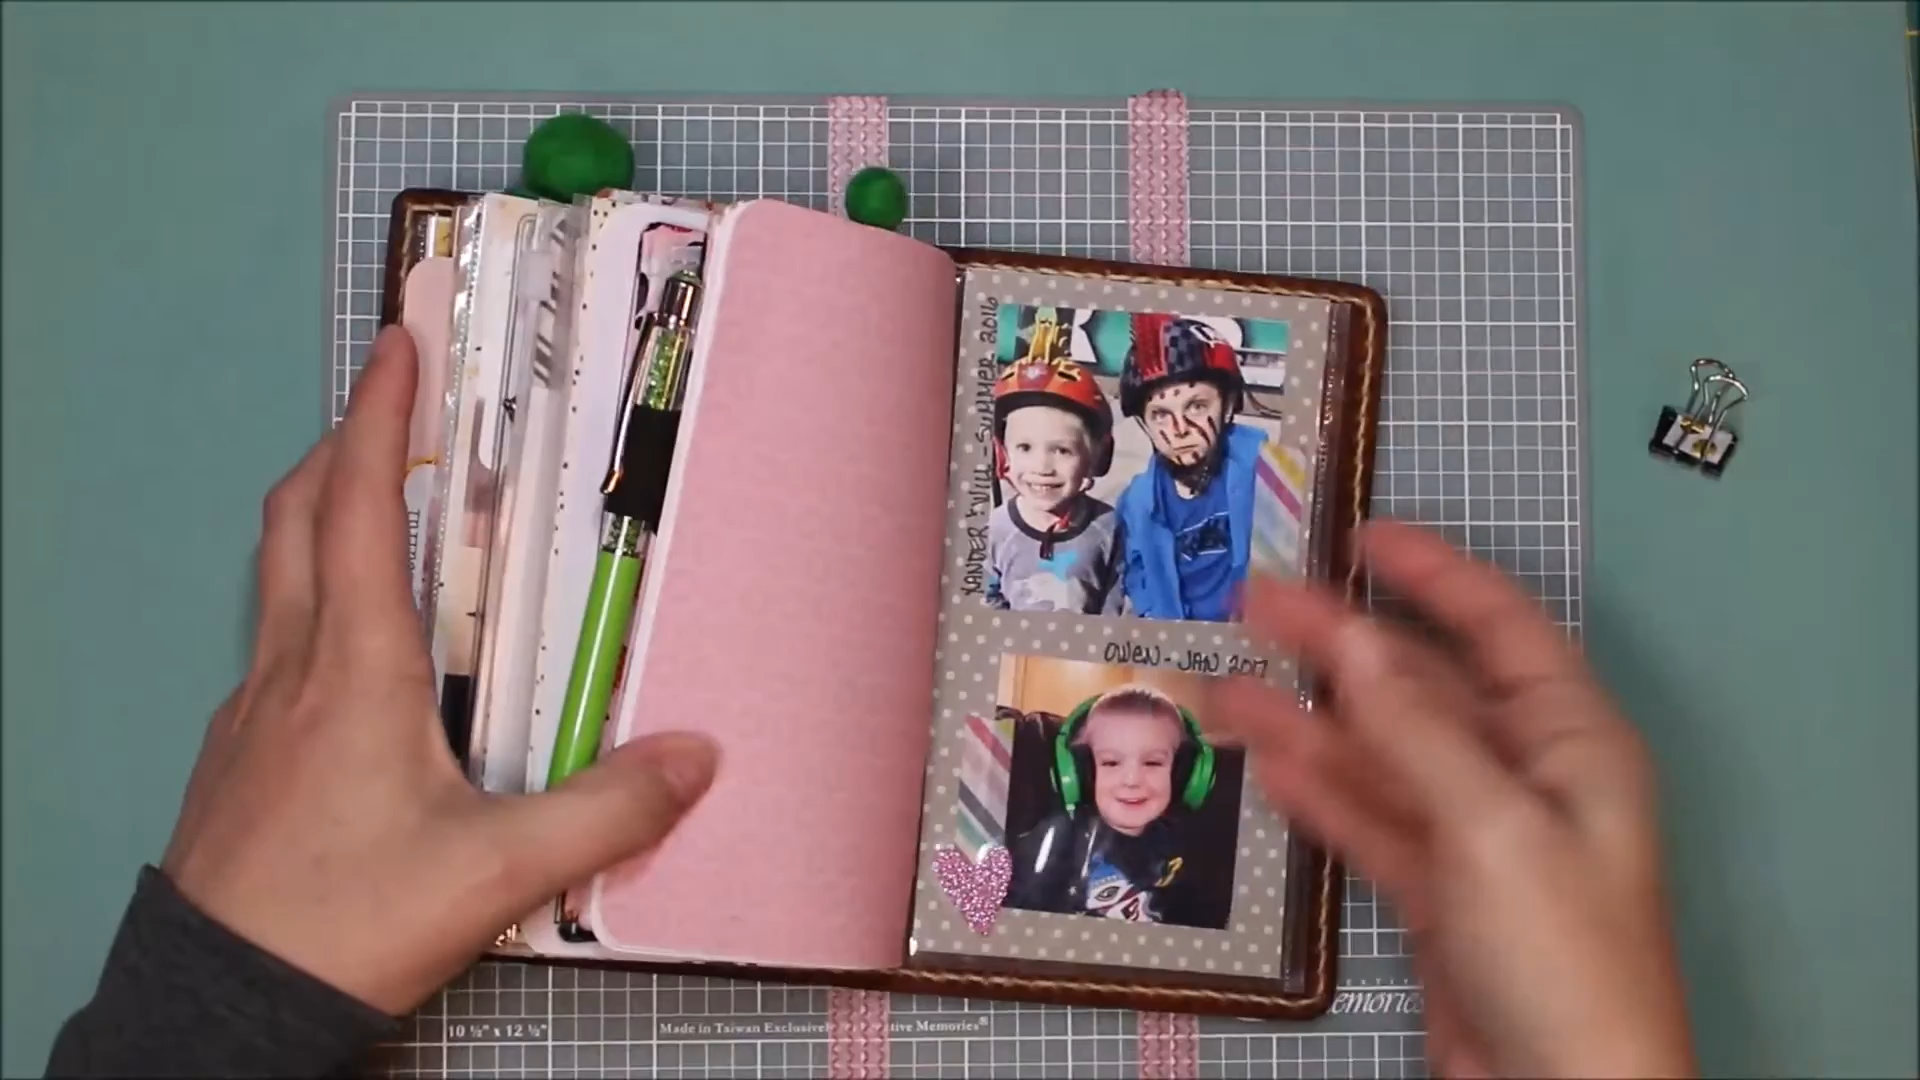 XANDER & WILL - SUMMER 2016
OWEN - JAN 2017
10 ½" x 12 ½"
Made in Taiwan Exclusively
tive Memories®
emories